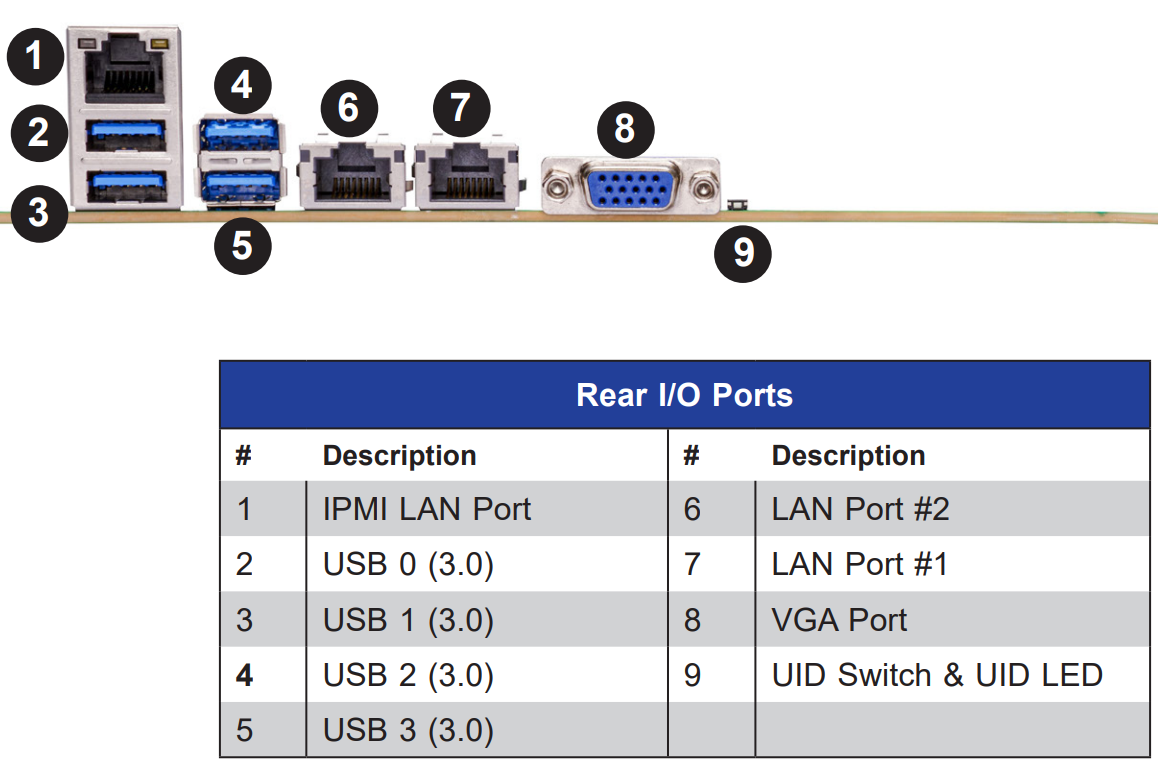 1
2
3
4
5
6
7
8
9
Rear I/O Ports
# Description # Description
1 IPMI LAN Port 6 LAN Port #2
2 USB 0 (3.0) 7 LAN Port #1
3 USB 1 (3.0) 8 VGA Port
4 USB 2 (3.0) 9 UID Switch & UID LED
5 USB 3 (3.0)